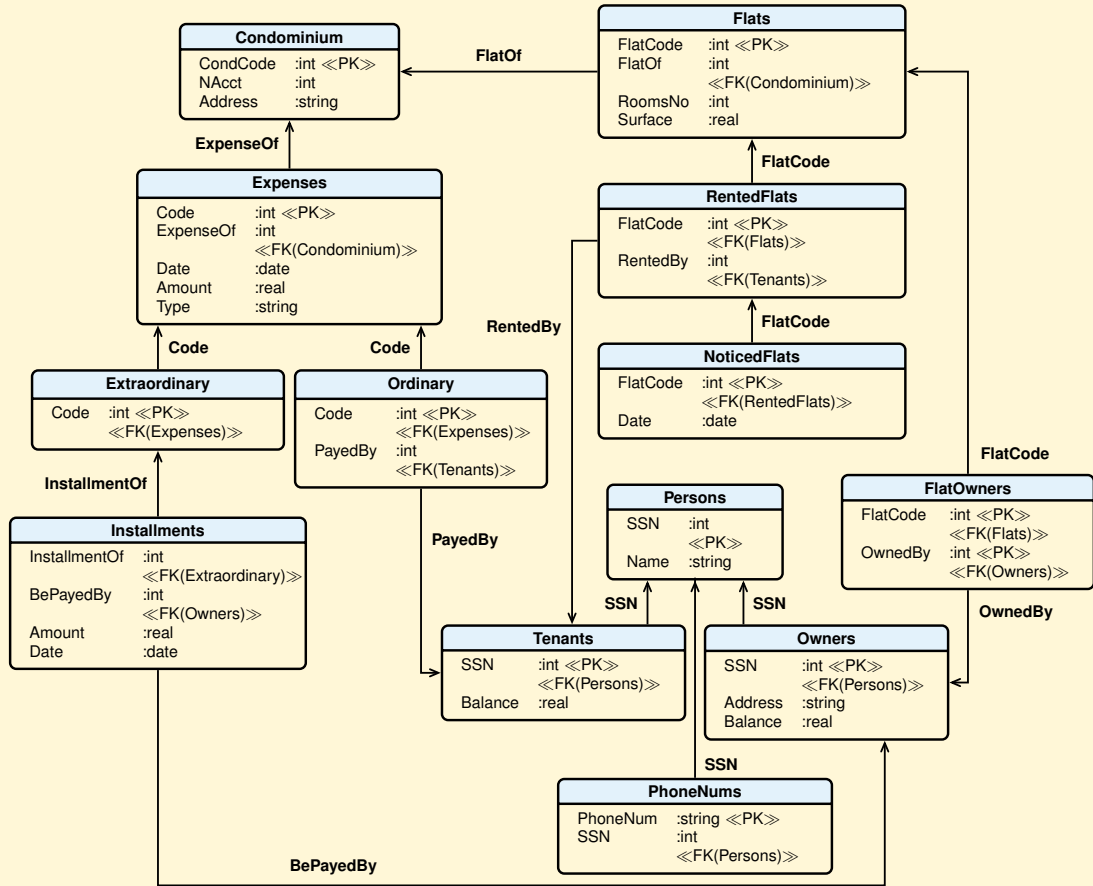 Condominium
CondCode :int ≪PK≫
NAcct :int
Address :string
FlatOf
Flats
FlatCode :int ≪PK≫
FlatOf :int
≪FK(Condominium)≫
RoomsNo :int
Surface :real
ExpenseOf
FlatCode
Expenses
Code :int ≪PK≫
ExpenseOf :int
≪FK(Condominium)≫
Date :date
Amount :real
Type :string
RentedFlats
FlatCode :int ≪PK≫
≪FK(Flats)≫
RentedBy :int
≪FK(Tenants)≫
Code
Code
RentedBy
FlatCode
Extraordinary
Code :int ≪PK≫
≪FK(Expenses)≫
Ordinary
Code :int ≪PK≫
≪FK(Expenses)≫
PayedBy :int
≪FK(Tenants)≫
NoticedFlats
FlatCode :int ≪PK≫
≪FK(RentedFlats)≫
Date :date
InstallmentOf
FlatCode
Installments
InstallmentOf :int
≪FK(Extraordinary)≫
BePayedBy :int
≪FK(Owners)≫
Amount :real
Date :date
PayedBy
Persons
SSN :int
≪PK≫
Name :string
FlatOwners
FlatCode :int ≪PK≫
≪FK(Flats)≫
OwnedBy :int ≪PK≫
≪FK(Owners)≫
SSN
SSN
OwnedBy
Tenants
SSN :int ≪PK≫
≪FK(Persons)≫
Balance :real
Owners
SSN :int ≪PK≫
≪FK(Persons)≫
Address :string
Balance :real
SSN
PhoneNums
PhoneNum :string ≪PK≫
SSN :int
≪FK(Persons)≫
BePayedBy